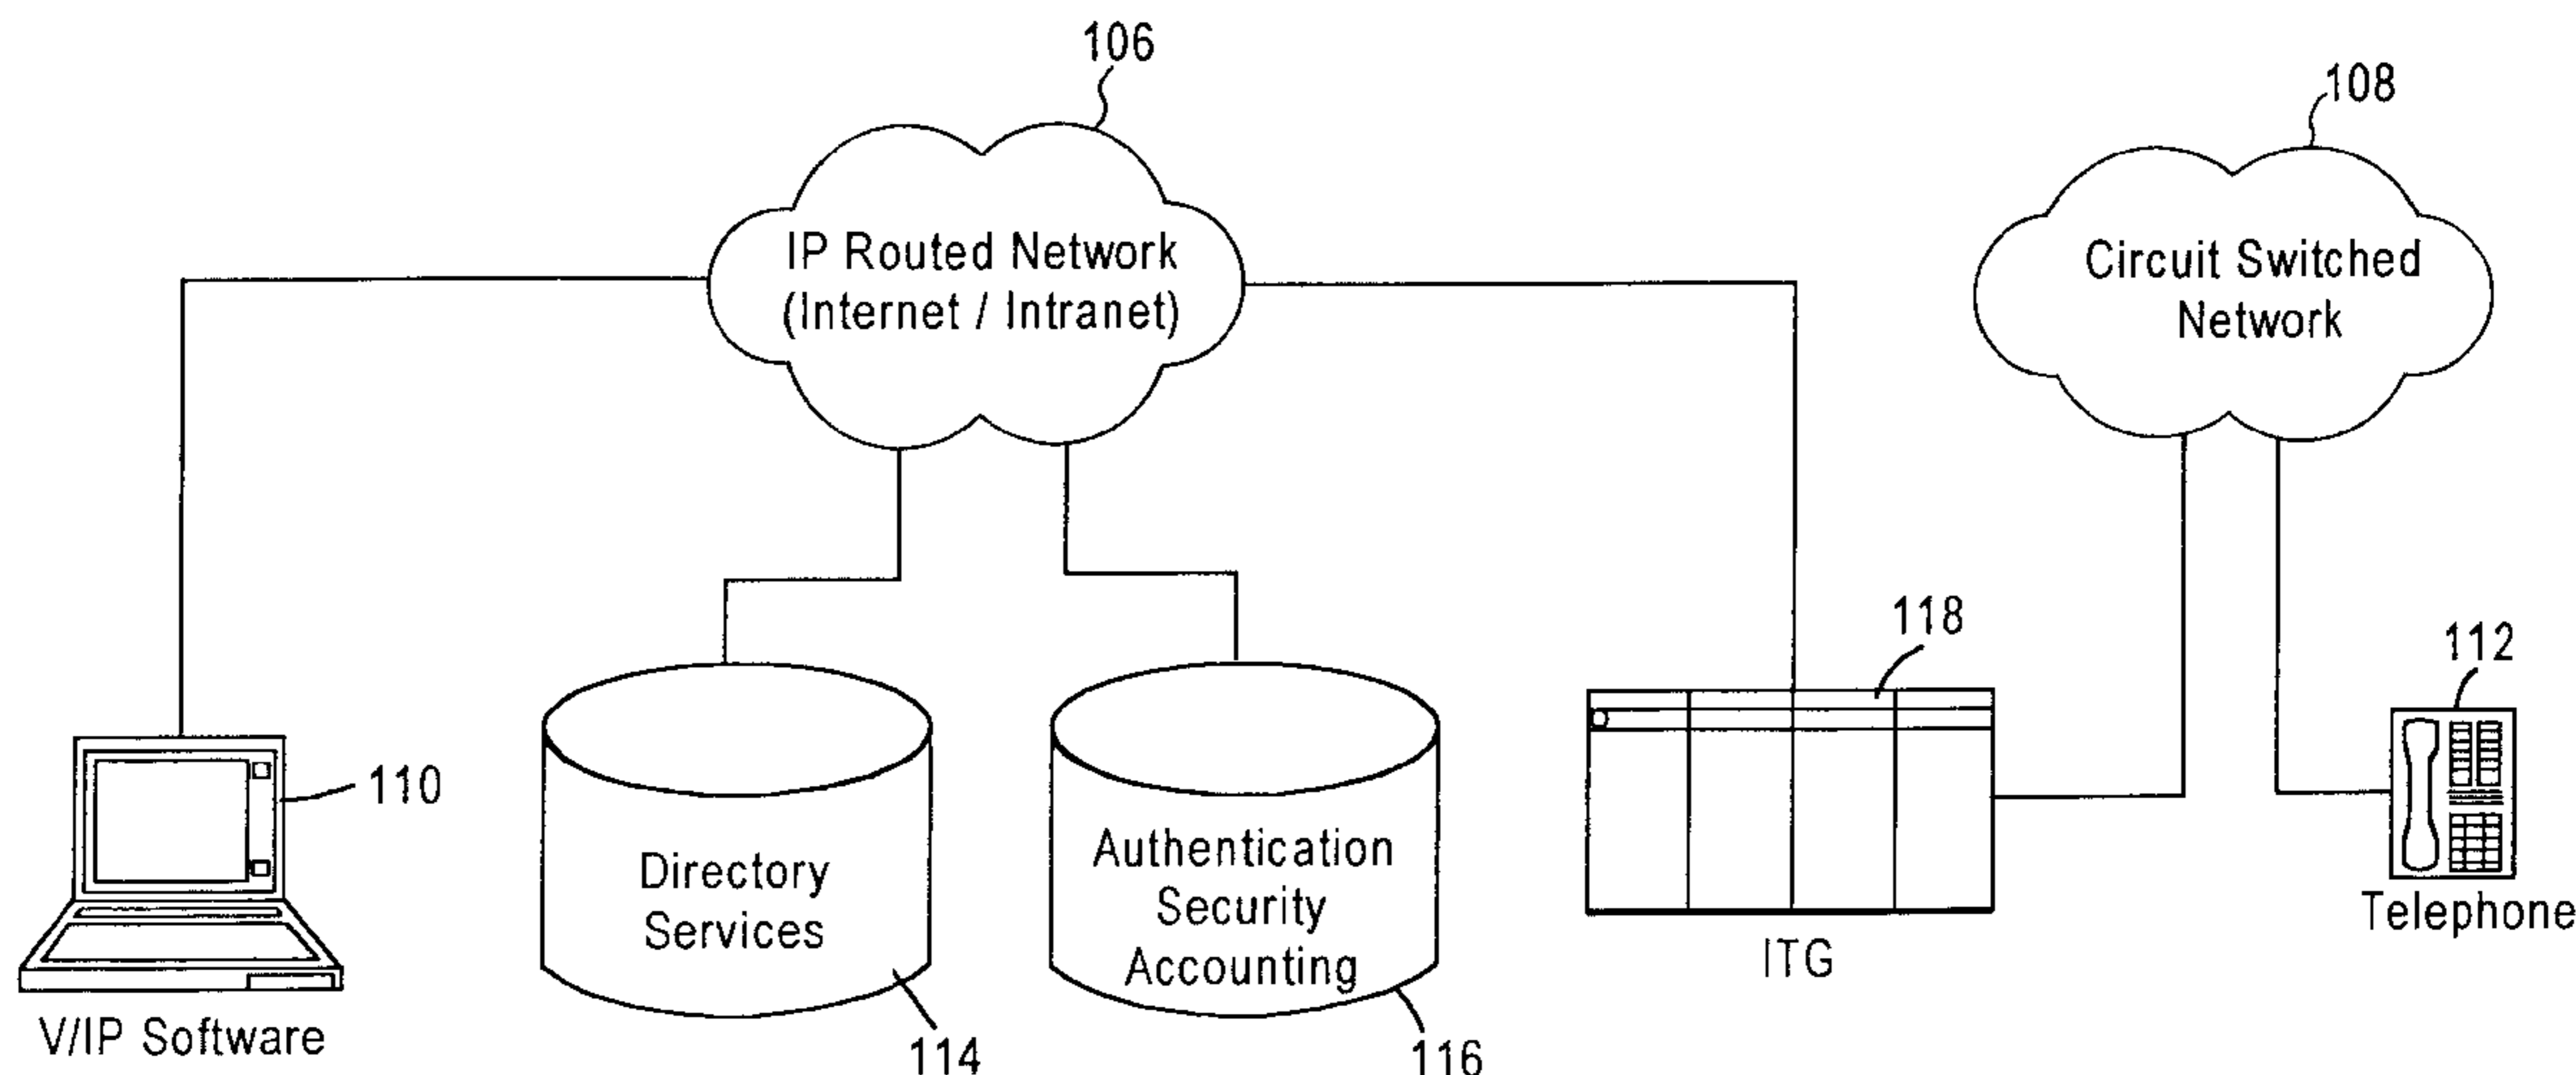 106
108
IP Routed Network
(Internet / Intranet)
Circuit Switched
Network
118
112
110
Directory
Services
Authentication
Security
Accounting
ITG
Telephone
V/IP Software
114
116